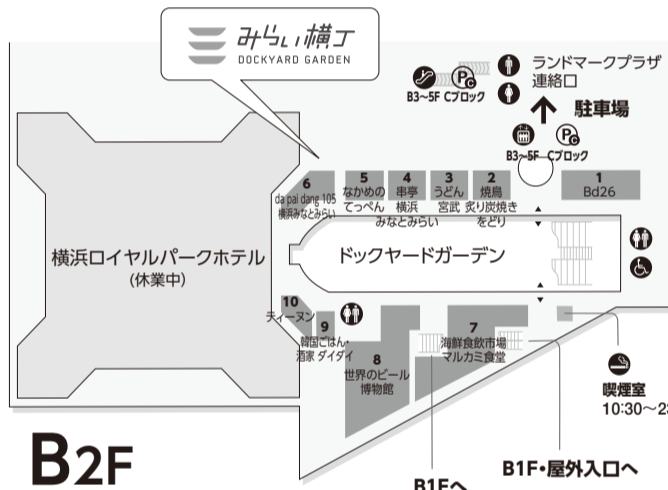 みらい横丁
DOCKYARD GARDEN
ランドマークプラザ
連絡口
B3~5F Cブロック
駐車場
B3~5F Cブロック
6
da pai dang 105
横浜みなとみらい
5
なかめの
てっぺん
4
串亭
横浜
みなとみらい
3
うどん
宮武
2
焼鳥
炙り炭焼き
をどり
1
Bd26
横浜ロイヤルパークホテル
(休業中)
ドックヤードガーデン
10
ティーヌン
9
韓国ごはん・
酒家 ダイダイ
8
世界のビール
博物館
7
海鮮食飲市場
マルカミ食堂
喫煙室
10:30~2
B2F
B1Fへ
B1F・屋外入口へ